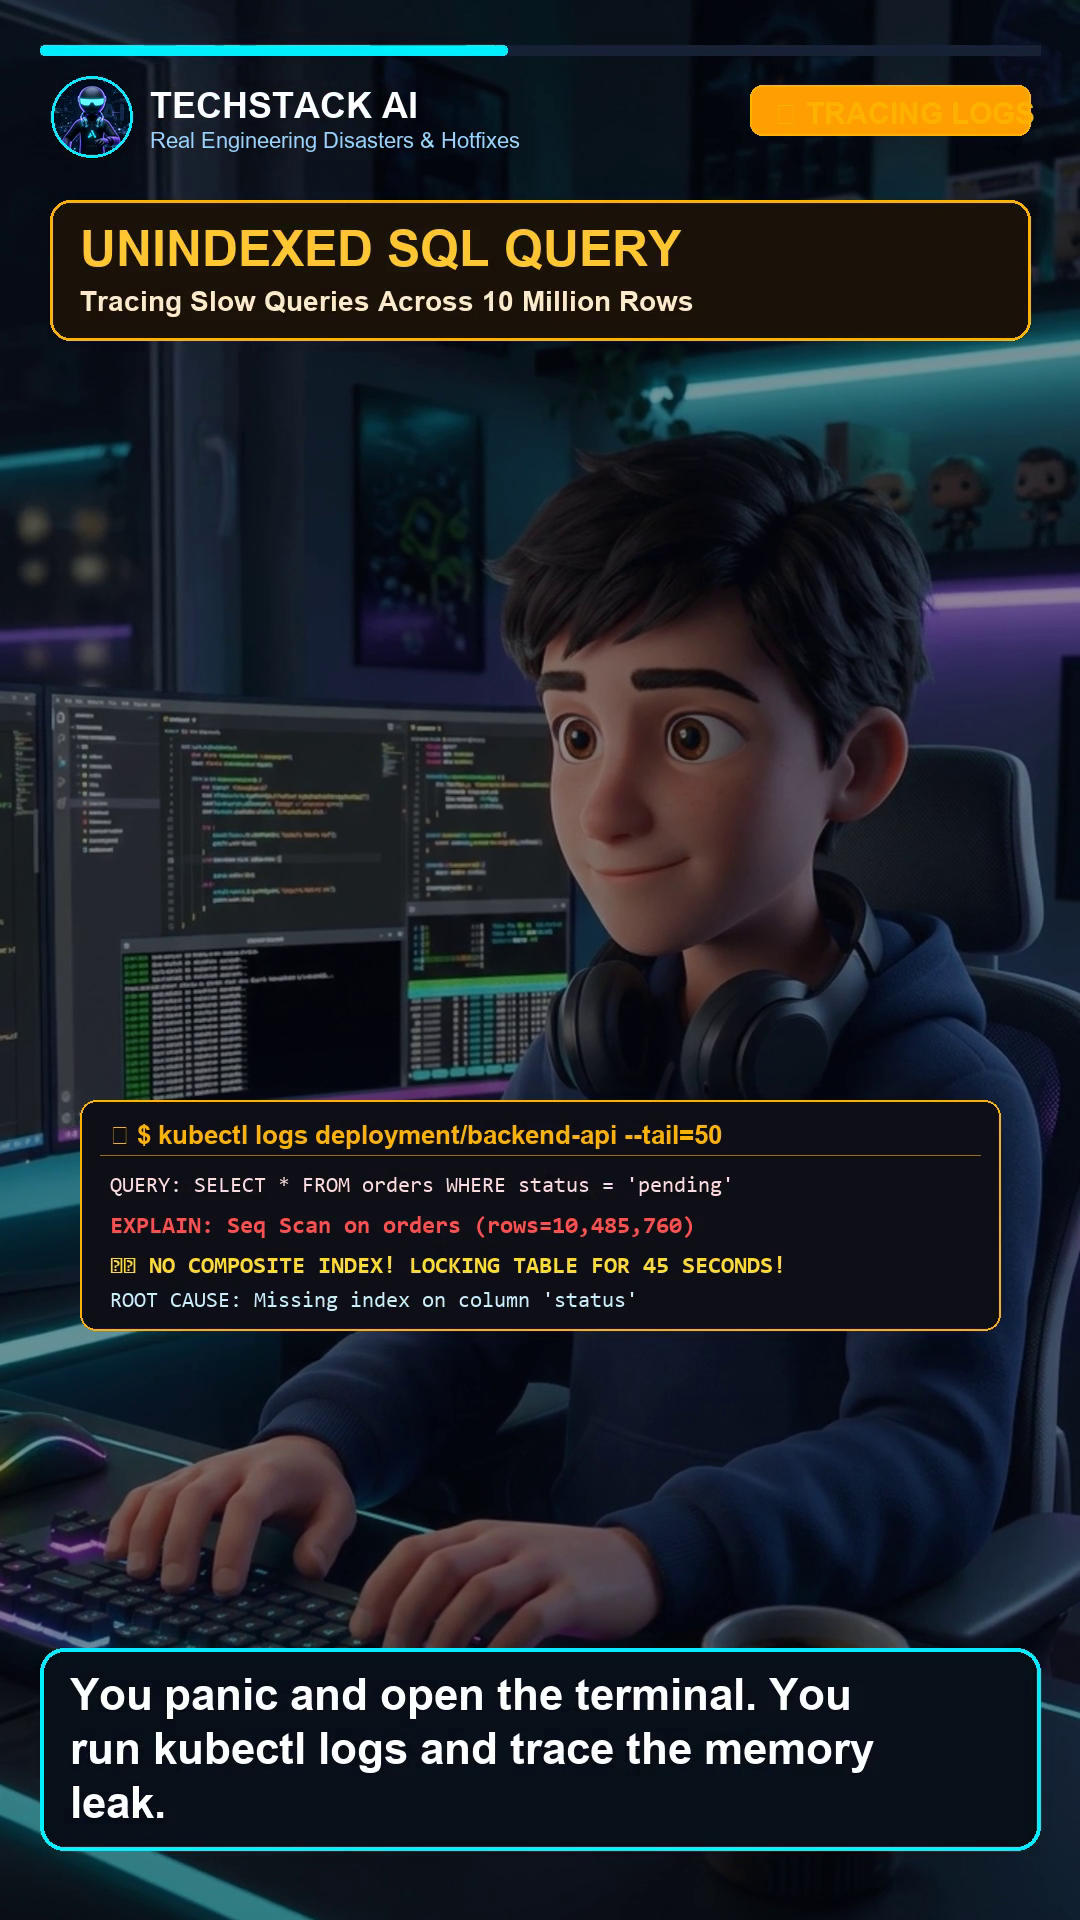 TECHSTACK AI
Real Engineering Disasters & Hotfixes
TRACING LOGS
UNINDEXED SQL QUERY
Tracing Slow Queries Across 10 Million Rows
$ kubectl logs deployment/backend-api --tail=50
QUERY: SELECT * FROM orders WHERE status = 'pending'
EXPLAIN: Seq Scan on orders (rows=10,485,760)
NO COMPOSITE INDEX! LOCKING TABLE FOR 45 SECONDS!
ROOT CAUSE: Missing index on column 'status'
You panic and open the terminal. You
run kubectl logs and trace the memory
leak.